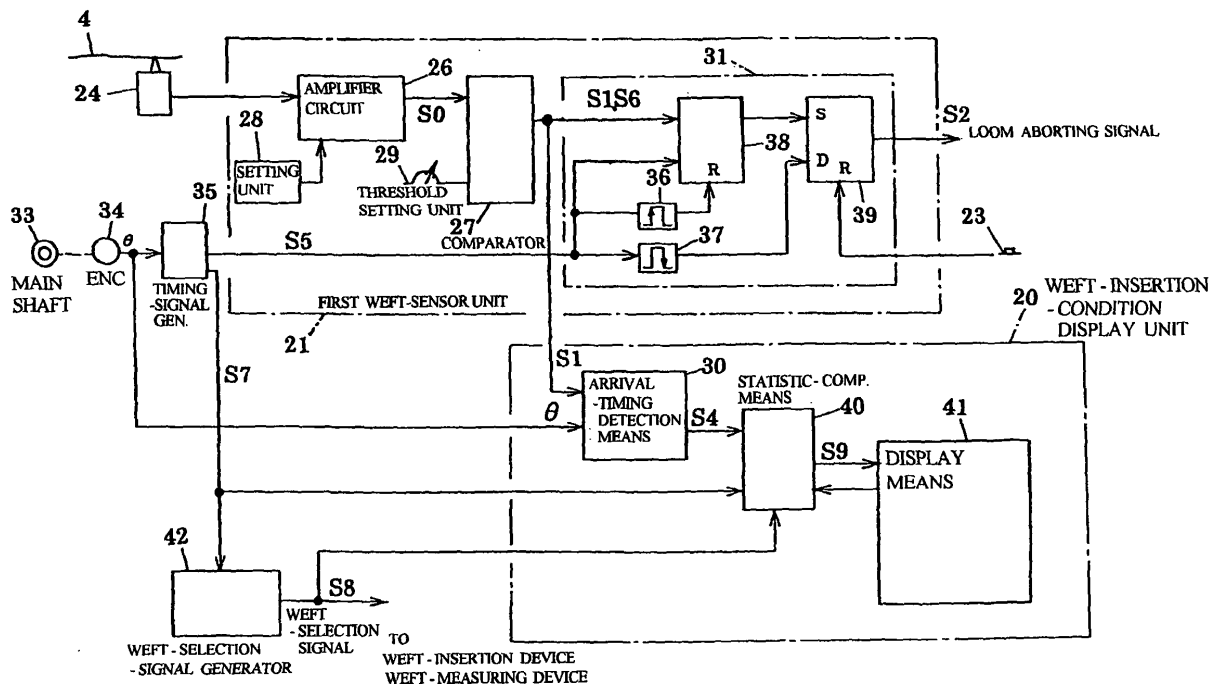 4
24
26
AMPLIFIER
CIRCUIT
S0
28
SETTING
UNIT
29
THRESHOLD
SETTING UNIT
27
COMPARATOR
31
S1,S6
38
R
36
37
S
D
R
39
S2
LOOM ABORTING SIGNAL
23
33
MAIN
SHAFT
34
θ
ENC
35
TIMING
-SIGNAL
GEN.
S5
FIRST WEFT-SENSOR UNIT
21
20
WEFT - INSERTION
- CONDITION
DISPLAY UNIT
S7
S1
θ
30
ARRIVAL
-TIMING
DETECTION
MEANS
S4
STATISTIC-COMP.
MEANS
40
S9
41
DISPLAY
MEANS
42
S8
WEFT
- SELECTION
SIGNAL
WEFT - SELECTION
- SIGNAL GENERATOR
TO
WEFT - INSERTION DEVICE
WEFT - MEASURING DEVICE